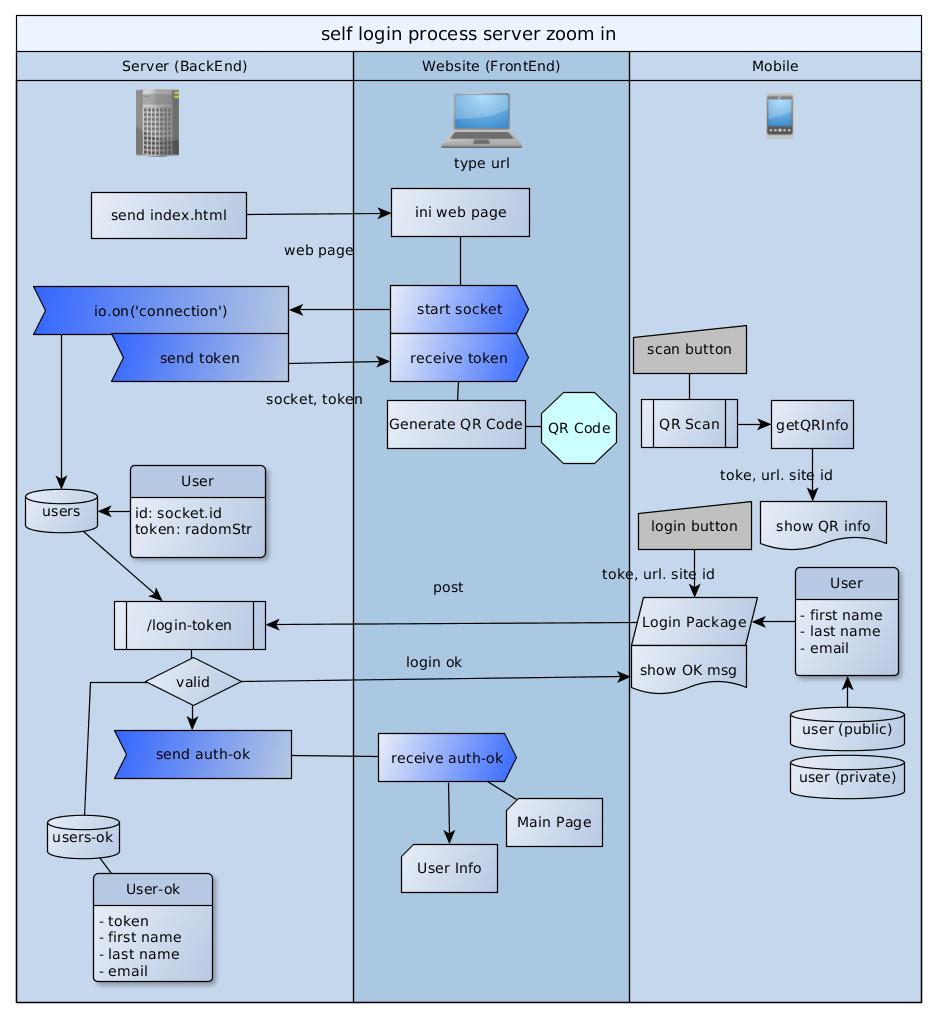 self login process server zoom in
Server (BackEnd)
Website (FrontEnd)
Mobile
type url
send index.html
ini web page
web page
io.on('connection')
start socket
send token
receive token
socket, token
Generate QR Code
QR Code
scan button
QR Scan
getQRInfo
toke, url. site id
show QR info
users
User
id: socket.id
token: radomStr
login button
toke, url. site id
post
/login-token
Login Package
User
- first name
- last name
- email
valid
login ok
show OK msg
user (public)
user (private)
send auth-ok
receive auth-ok
Main Page
User Info
users-ok
User-ok
- token
- first name
- last name
- email